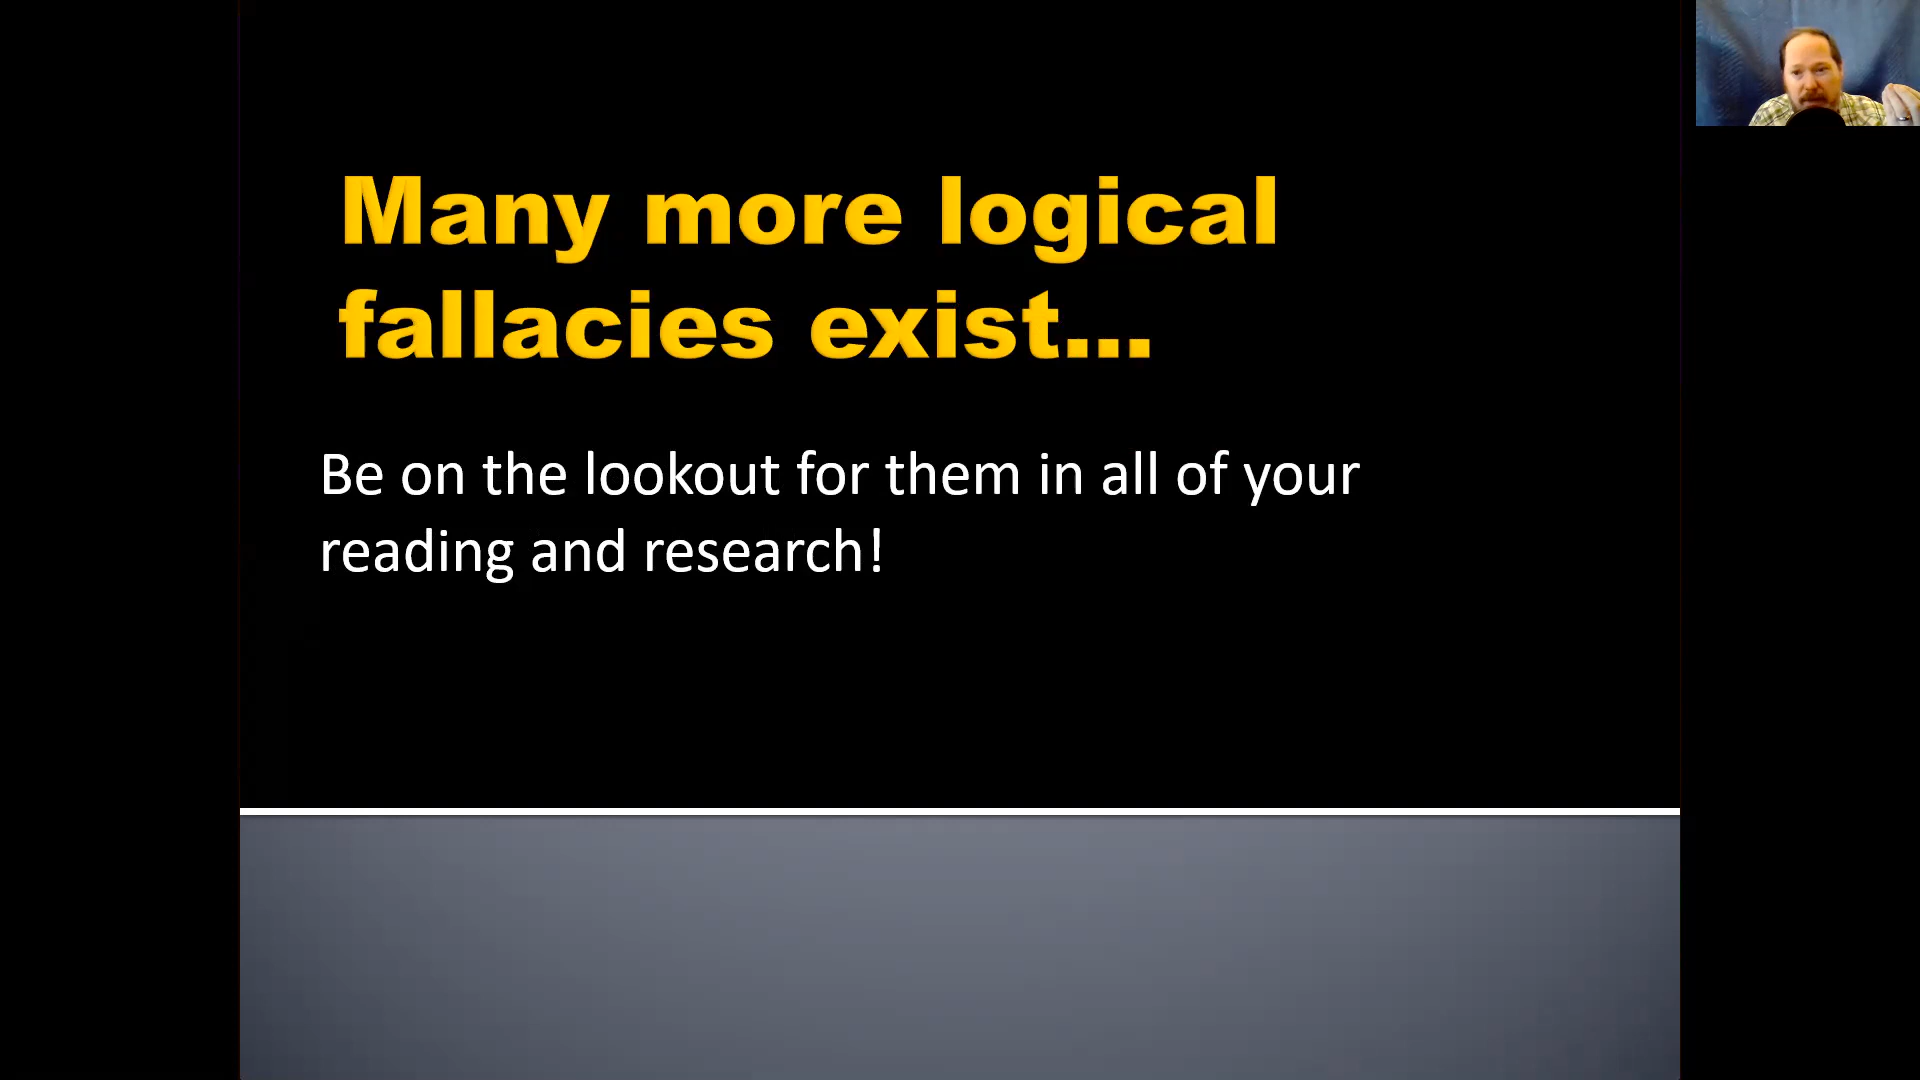 Many more logical
fallacies exist...
Be on the lookout for them in all of your
reading and research!